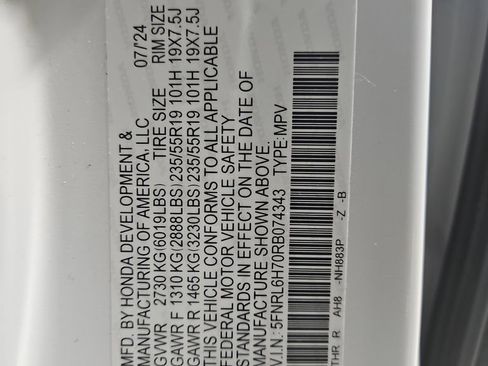 MFD. BY HONDA DEVELOPMENT &
MANUFACTURING OF AMERICA, LLC 07/'24
GVWR 2730 KG(6019LBS) TIRE SIZE RIM SIZE
GAWR F 1310 KG(2888LBS)235/55R19 101H 19X7.5J
GAWR R 1465 KG(3230LBS)235/55R19 101H 19X7.5J
THIS VEHICLE CONFORMS TO ALL APPLICABLE
FEDERAL MOTOR VEHICLE SAFETY
STANDARDS IN EFFECT ON THE DATE OF
MANUFACTURE SHOWN ABOVE.
V.I.N: 5FNRL6H70RB074343 TYPE:MPV
THR R AH8 -NH883P -Z -B